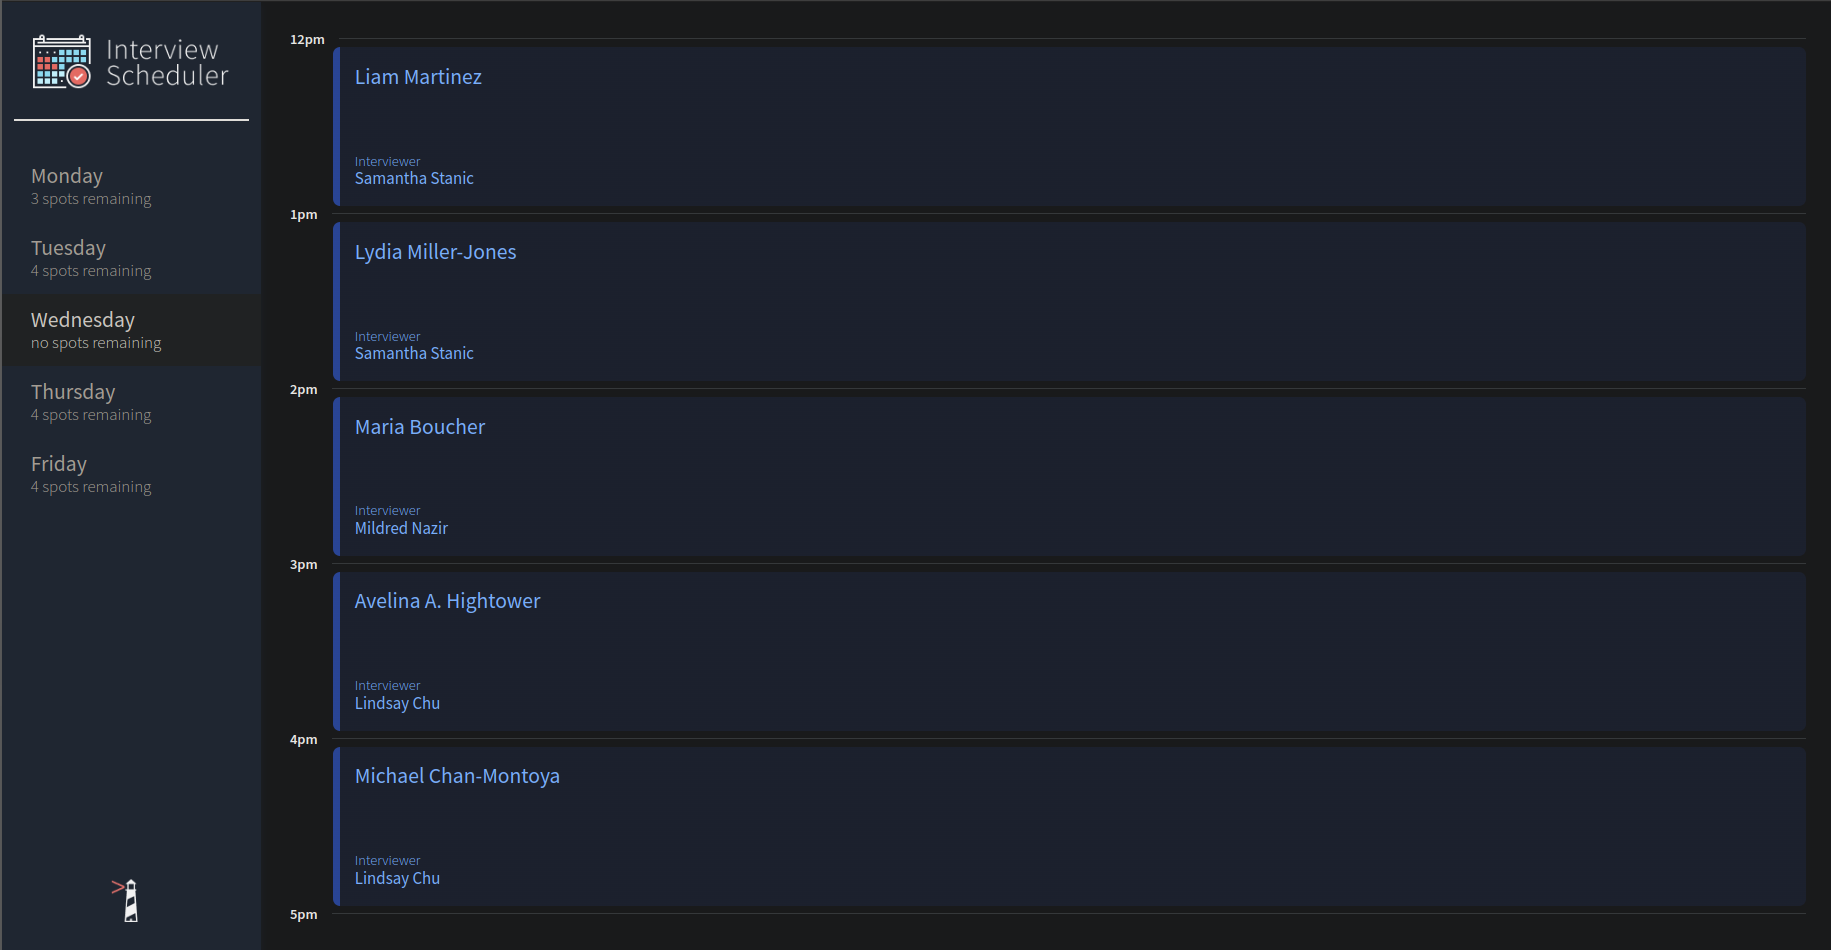 Interview
Scheduler
Monday
3 spots remaining
Tuesday
4 spots remaining
Wednesday
no spots remaining
Thursday
4 spots remaining
Friday
4 spots remaining
>
12pm
Liam Martinez
Interviewer
Samantha Stanic
1pm
Lydia Miller-Jones
Interviewer
Samantha Stanic
2pm
Maria Boucher
Interviewer
Mildred Nazir
3pm
Avelina A. Hightower
Interviewer
Lindsay Chu
4pm
Michael Chan-Montoya
Interviewer
Lindsay Chu
5pm